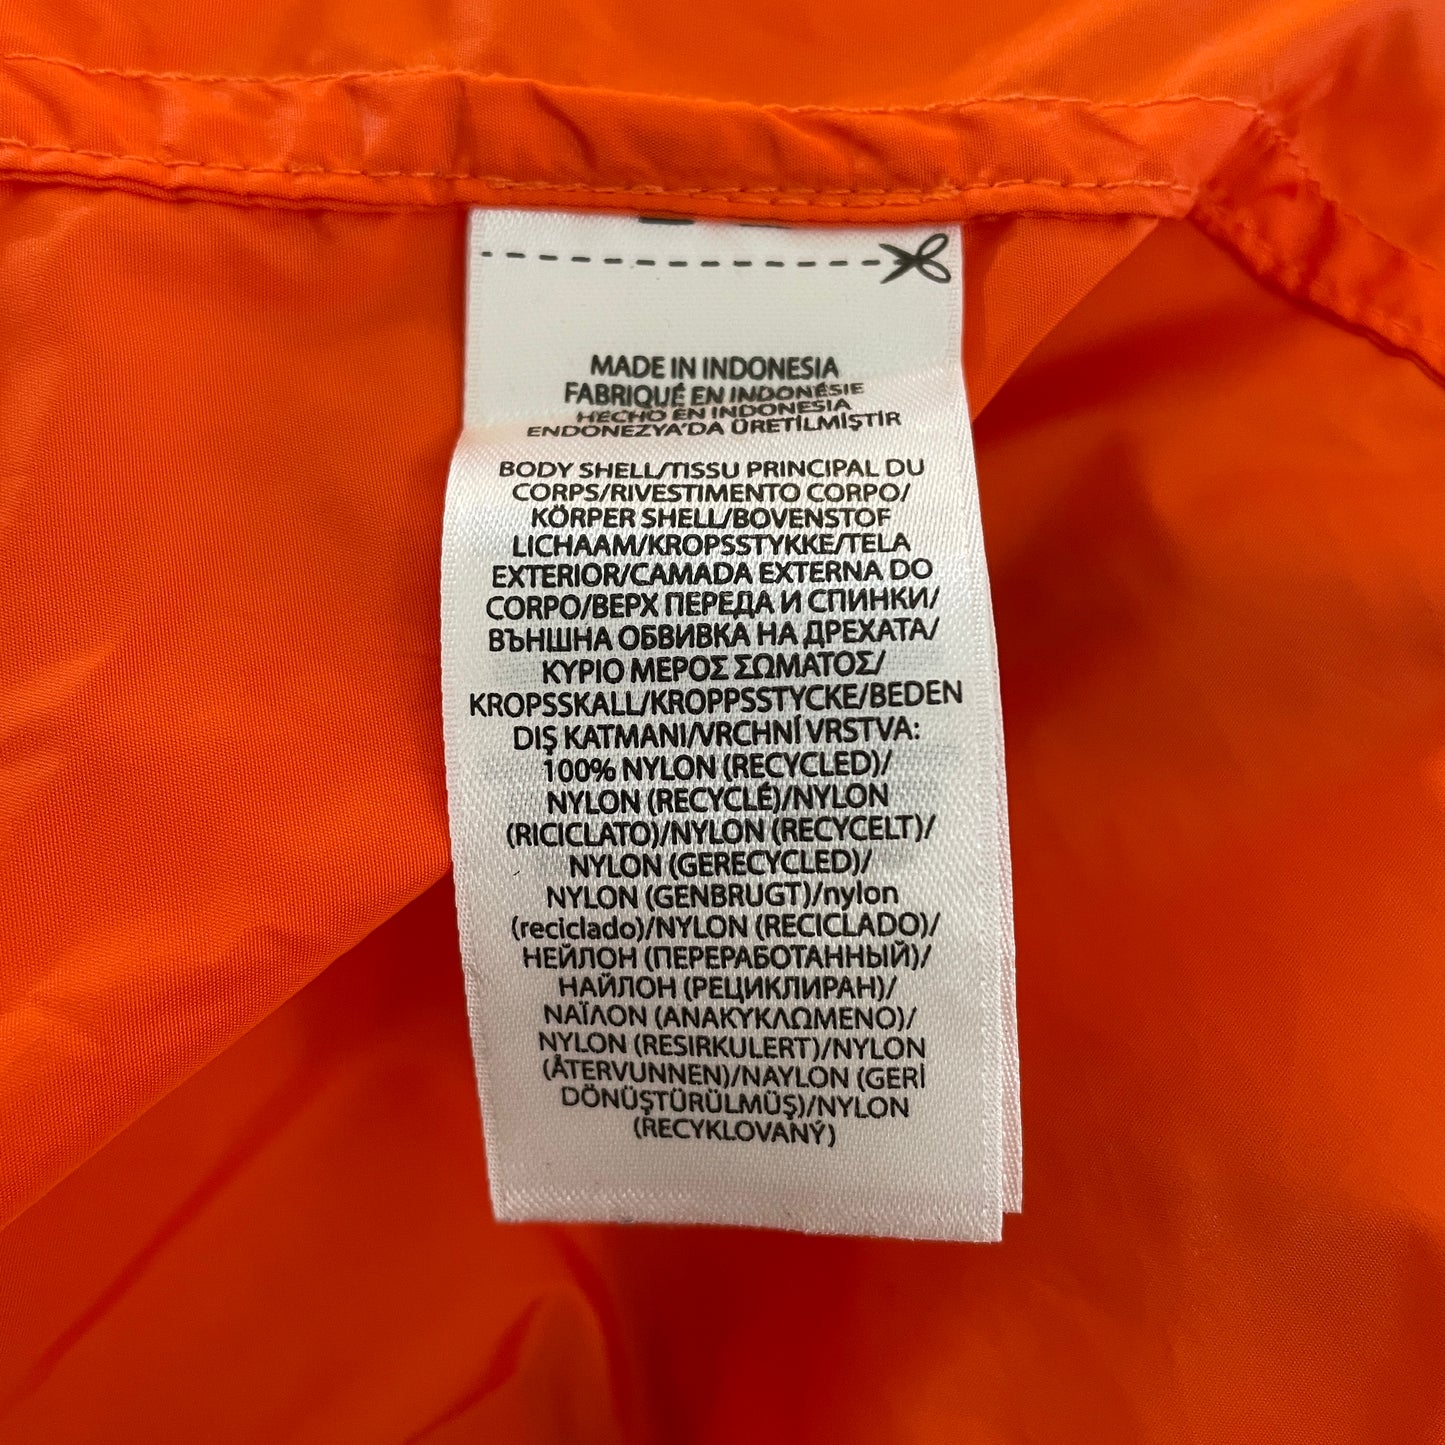 MADE IN INDONESIA
FABRIQUÉ EN INDONÉSIE
HECHO EN INDONESIA
ENDONEZYA'DA ÜRETİLMİŞTİR
BODY SHELL/TISSU PRINCIPAL DU
CORPS/RIVESTIMENTO CORPO/
KÖRPER SHELL/BOVENSTOF
LICHAAM/KROPSSTYKKE/TELA
EXTERIOR/CAMADA EXTERNA DO
CORPO/ВЕРХ ПЕРЕДА И СПИНКИ/
ВЪНШНА ОБВИВКА НА ДРЕХАТА/
ΚΥΡΙΟ ΜΕΡΟΣ ΣΩΜΑΤΟΣ/
KROPSSKALL/KROPPSSTYCKE/BEDEN
DIŞ KATMANI/VRCHNÍ VRSTVA:
100% NYLON (RECYCLED)/
NYLON (RECYCLÉ)/NYLON
(RICICLATO)/NYLON (RECYCELT)/
NYLON (GERECYCLED)/
NYLON (GENBRUGT)/nylon
(reciclado)/NYLON (RECICLADO)/
НЕЙЛОН (ПЕРЕРАБОТАННЫЙ)/
НАЙЛОН (РЕЦИКЛИРАН)/
ΝΑΪΛΟΝ (ΑΝΑΚΥΚΛΩΜΕΝΟ)/
NYLON (RESIRKULERT)/NYLON
(ÅTERVUNNEN)/NAYLON (GERİ
DÖNÜŞTÜRÜLMÜŞ)/NYLON
(RECYKLOVANÝ)